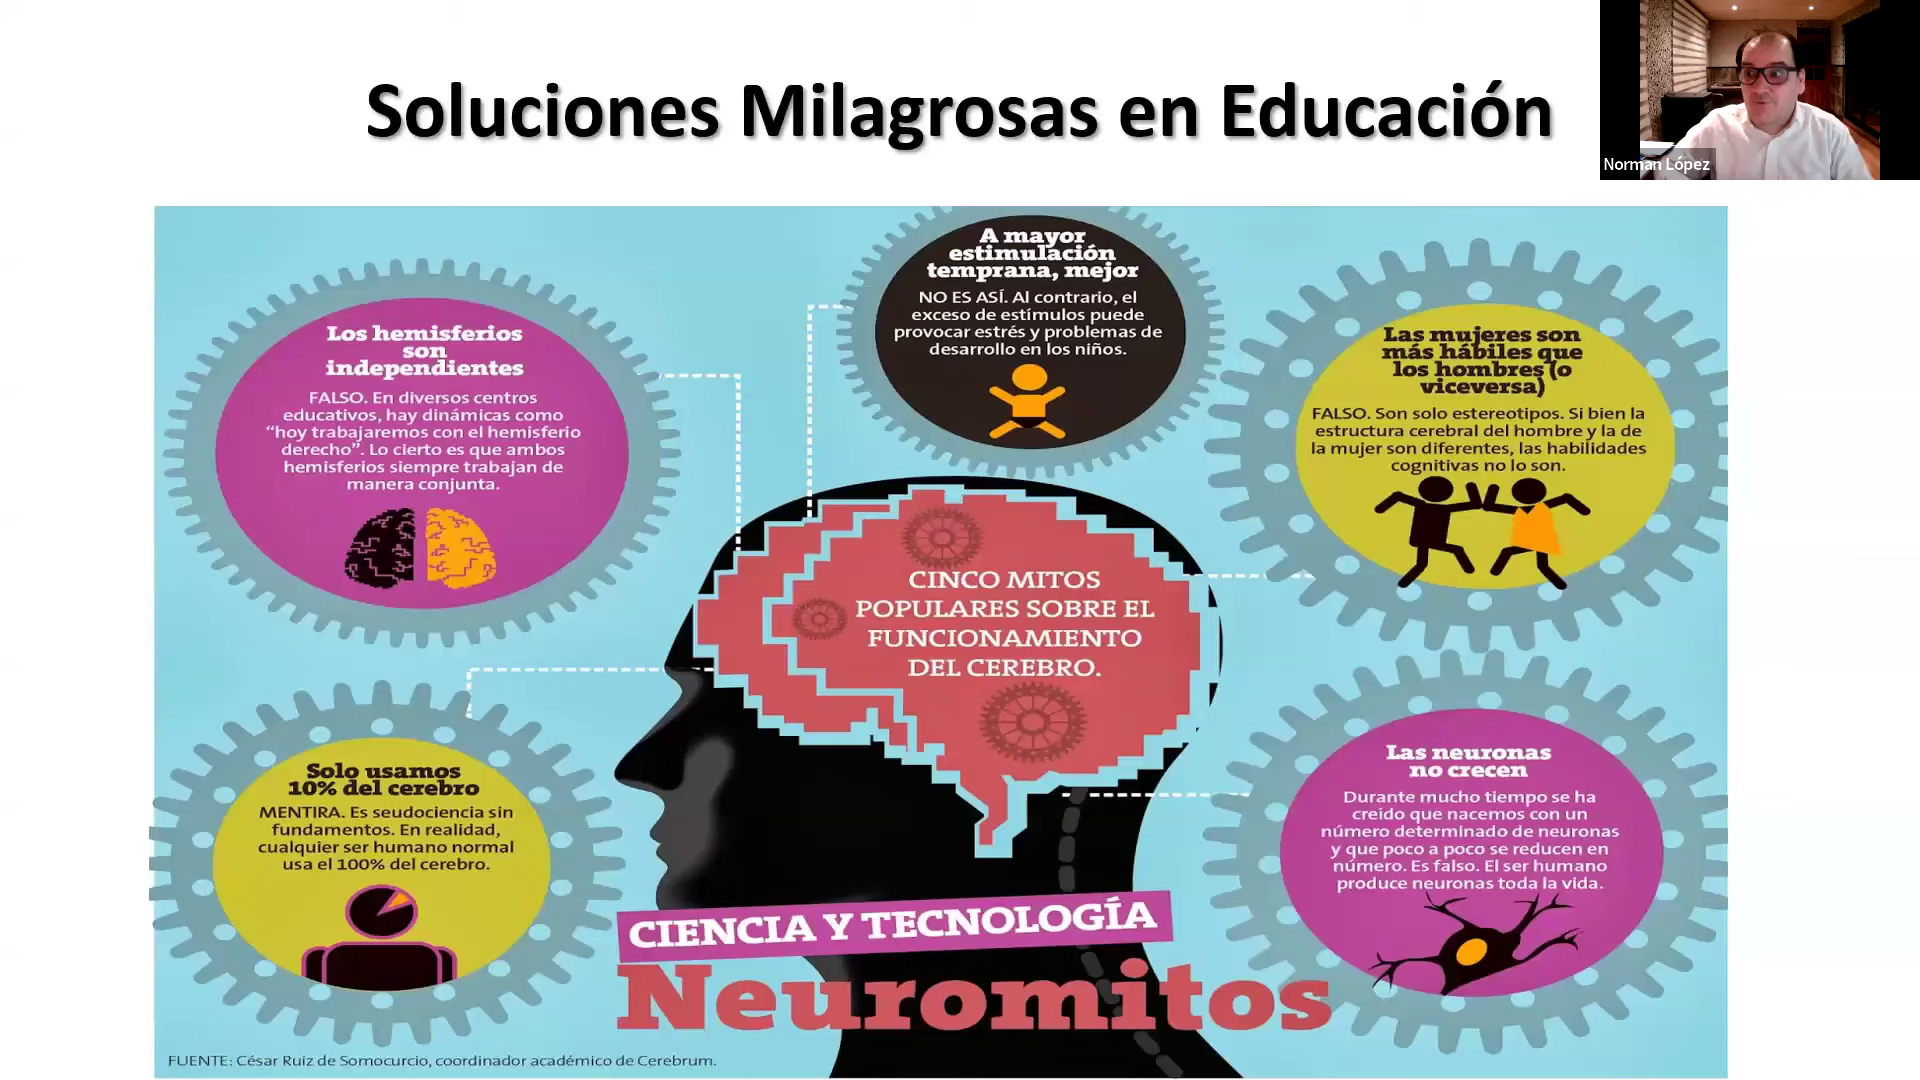 Soluciones Milagrosas en Educación
Norman López
Los hemisferios
son
independientes
FALSO. En diversos centros
educativos, hay dinámicas como
“hoy trabajaremos con el hemisferio
derecho”. Lo cierto es que ambos
hemisferios siempre trabajan de
manera conjunta.
A mayor
estimulación
temprana, mejor
NO ES ASÍ. Al contrario, el
exceso de estímulos puede
provocar estrés y problemas de
desarrollo en los niños.
Las mujeres son
más hábiles que
los hombres (o
viceversa)
FALSO. Son solo estereotipos. Si bien la
estructura cerebral del hombre y la de
la mujer son diferentes, las habilidades
cognitivas no lo son.
CINCO MITOS
POPULARES SOBRE EL
FUNCIONAMIENTO
DEL CEREBRO.
Solo usamos
10% del cerebro
MENTIRA. Es seudociencia sin
fundamentos. En realidad,
cualquier ser humano normal
usa el 100% del cerebro.
Las neuronas
no crecen
Durante mucho tiempo se ha
creído que nacemos con un
número determinado de neuronas
y que poco a poco se reducen en
número. Es falso. El ser humano
produce neuronas toda la vida.
CIENCIA Y TECNOLOGÍA
Neuromitos
FUENTE: César Ruiz de Somocurcio, coordinador académico de Cerebrum.